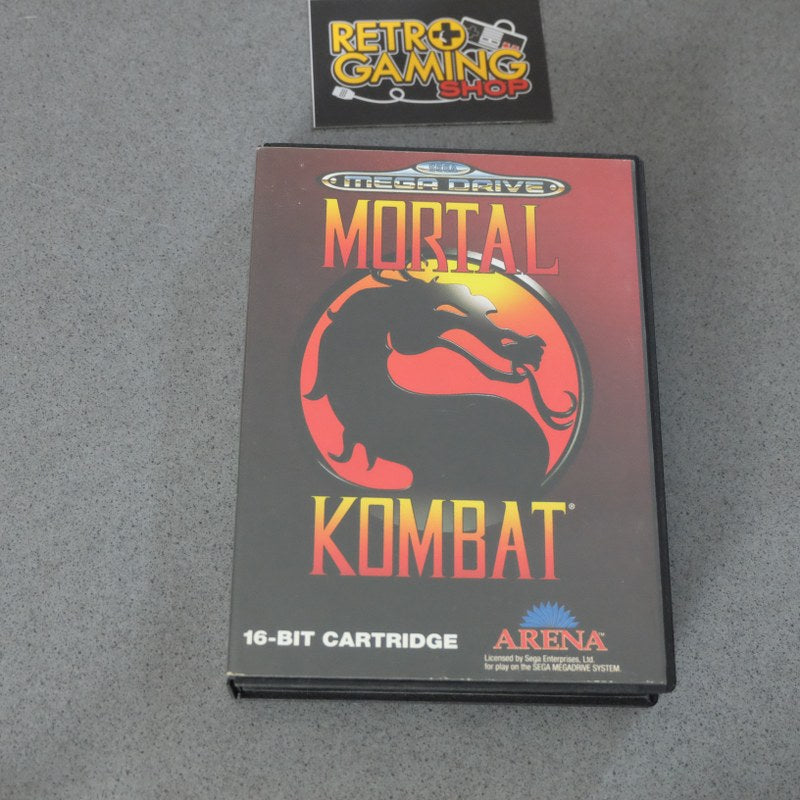 RETRO
GAMING
SHOP
SEGA
MEGA DRIVE
MORTAL
KOMBAT®
16-BIT CARTRIDGE
ARENA
Licensed by Sega Enterprises, Ltd.
for play on the SEGA MEGADRIVE SYSTEM.